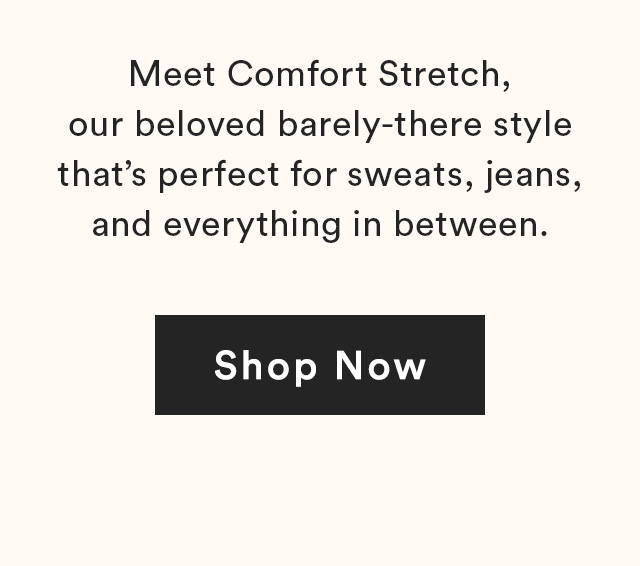 Meet Comfort Stretch,
our beloved barely-there style
that’s perfect for sweats, jeans,
and everything in between.
Shop Now